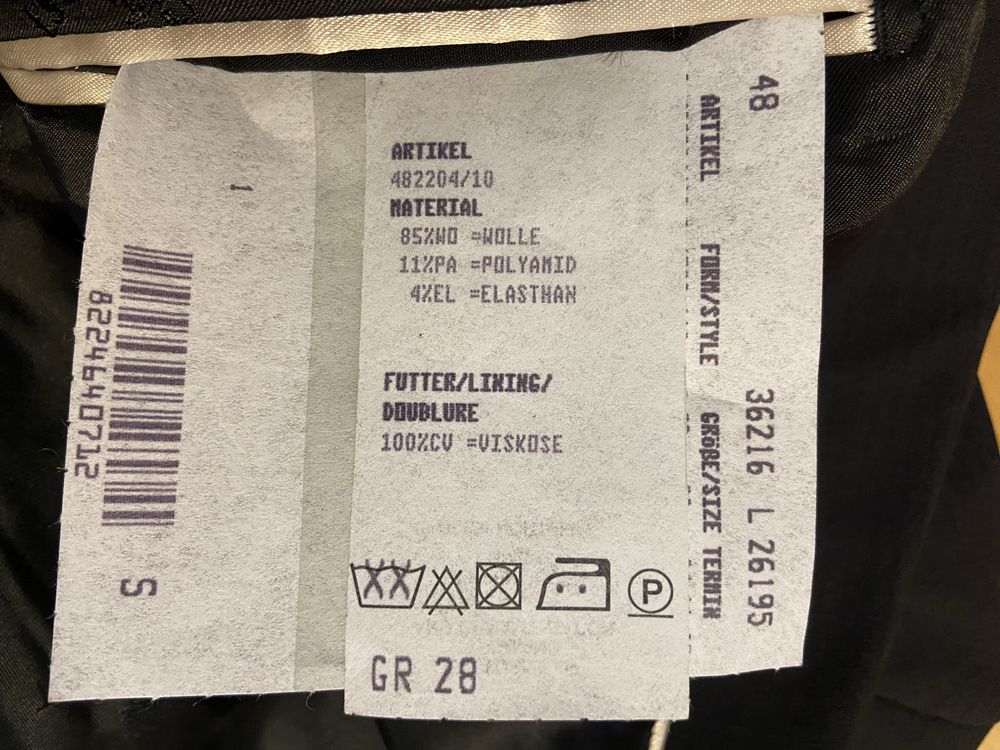 1
8224640712
S
ARTIKEL
482204/10
MATERIAL
85%WO =WOLLE
11%PA =POLYAMID
4%EL =ELASTHAN
FUTTER/LINING/
DOUBLURE
100%CV =VISKOSE
XX
P
GR 28
ARTIKEL FORM/STYLE GRÖßE/SIZE TERMIN
48 36216 L 26195